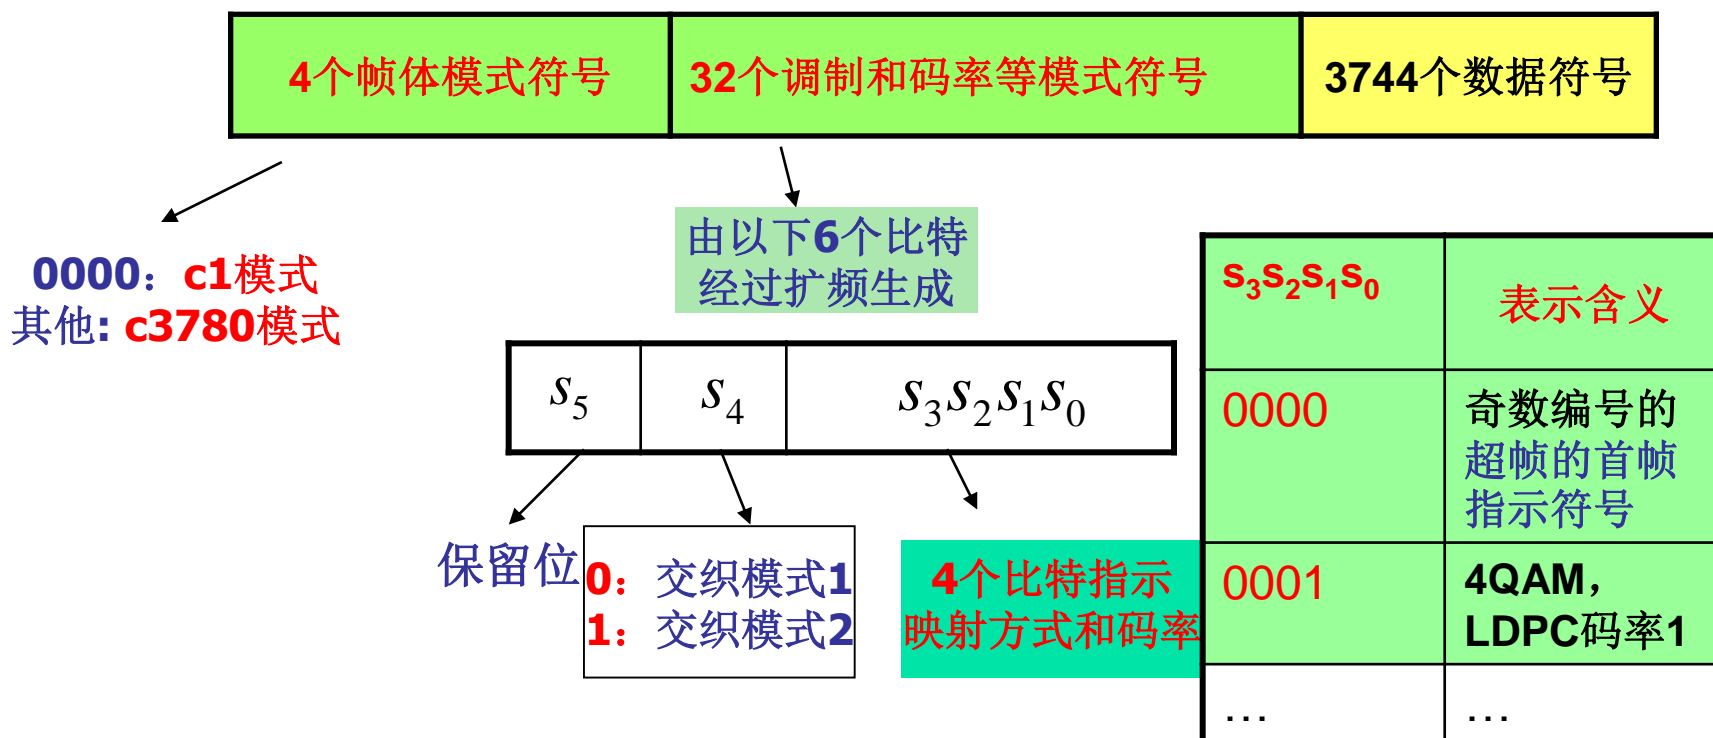 4个帧体模式符号
32个调制和码率等模式符号
3744个数据符号
0000：c1模式
其他: c3780模式
由以下6个比特
经过扩频生成
s₅
s₄
s₃s₂s₁s₀
保留位
0： 交织模式1
1： 交织模式2
4个比特指示
映射方式和码率
s₃s₂s₁s₀
表示含义
0000
奇数编号的
超帧的首帧
指示符号
0001
4QAM，
LDPC码率1
…
…